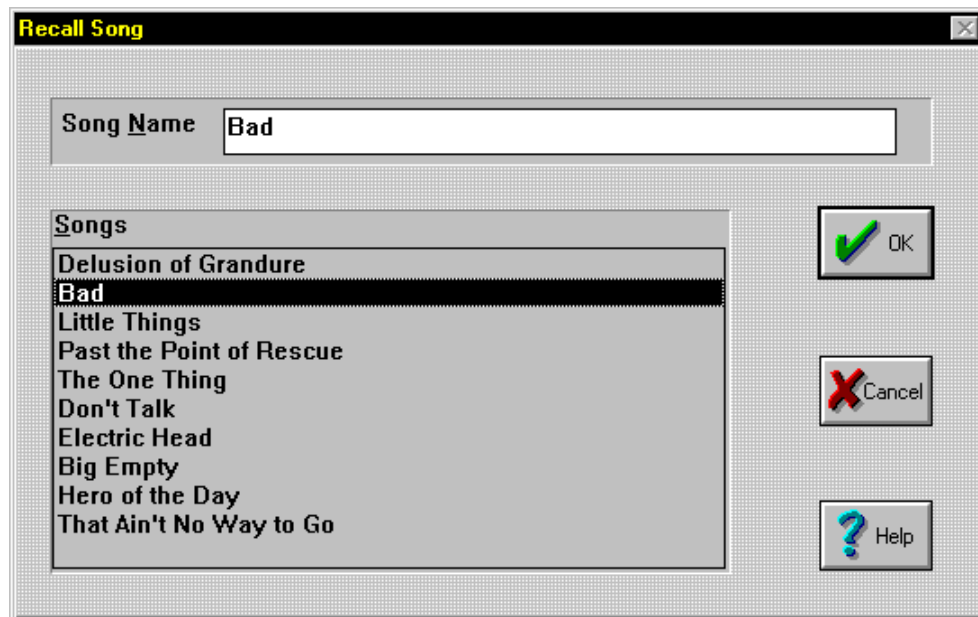 Recall Song
Song Name Bad
Songs
Delusion of Grandure
Bad
Little Things
Past the Point of Rescue
The One Thing
Don't Talk
Electric Head
Big Empty
Hero of the Day
That Ain't No Way to Go
OK
Cancel
Help